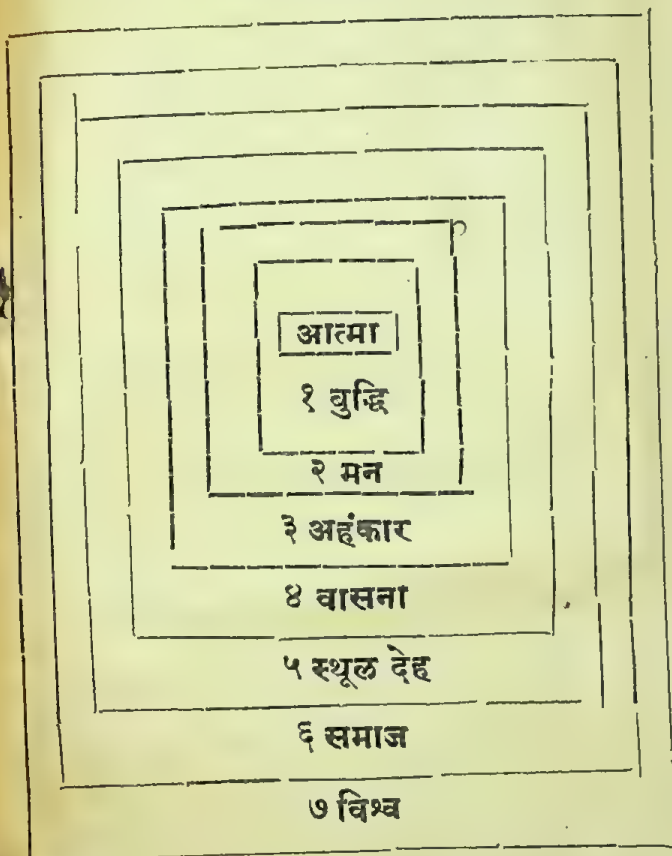 आत्मा
१ बुद्धि
२ मन
३ अहंकार
४ वासना
५ स्थूल देह
६ समाज
७ विश्व